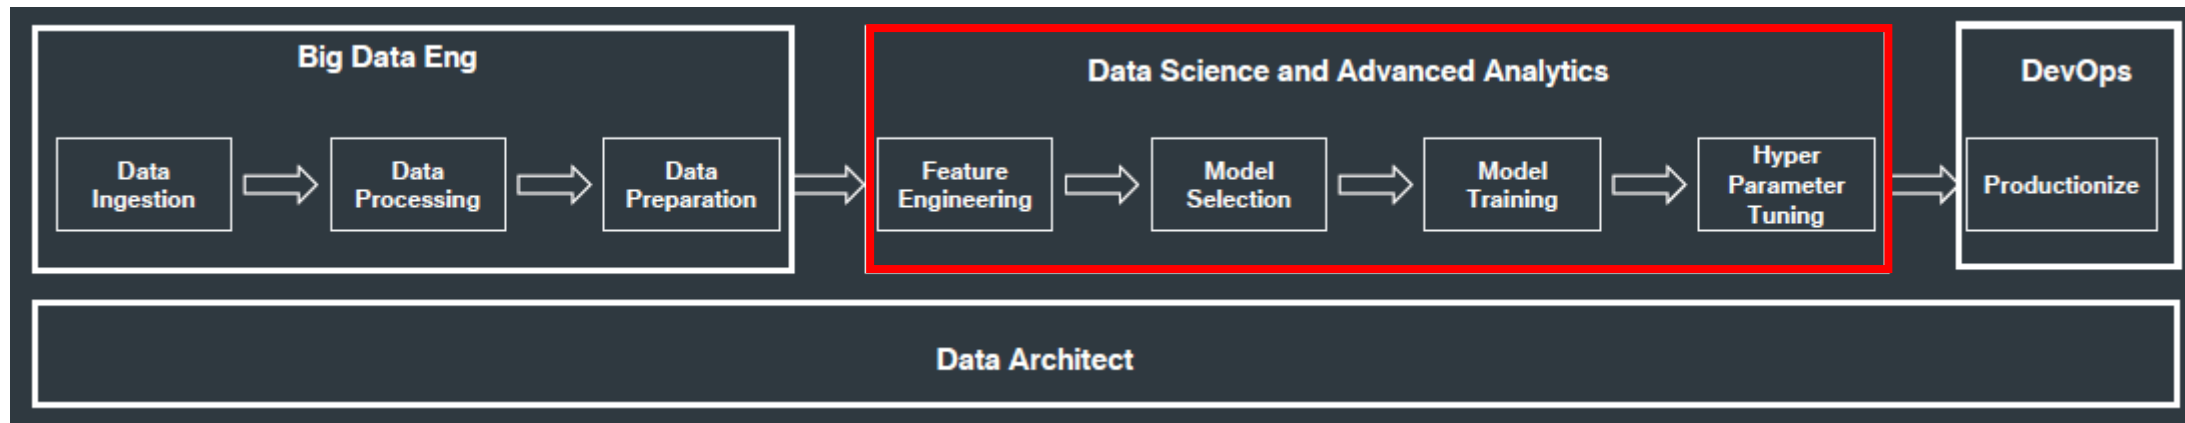 Big Data Eng
Data
Ingestion
Data
Processing
Data
Preparation
Data Science and Advanced Analytics
Feature
Engineering
Model
Selection
Model
Training
Hyper
Parameter
Tuning
DevOps
Productionize
Data Architect